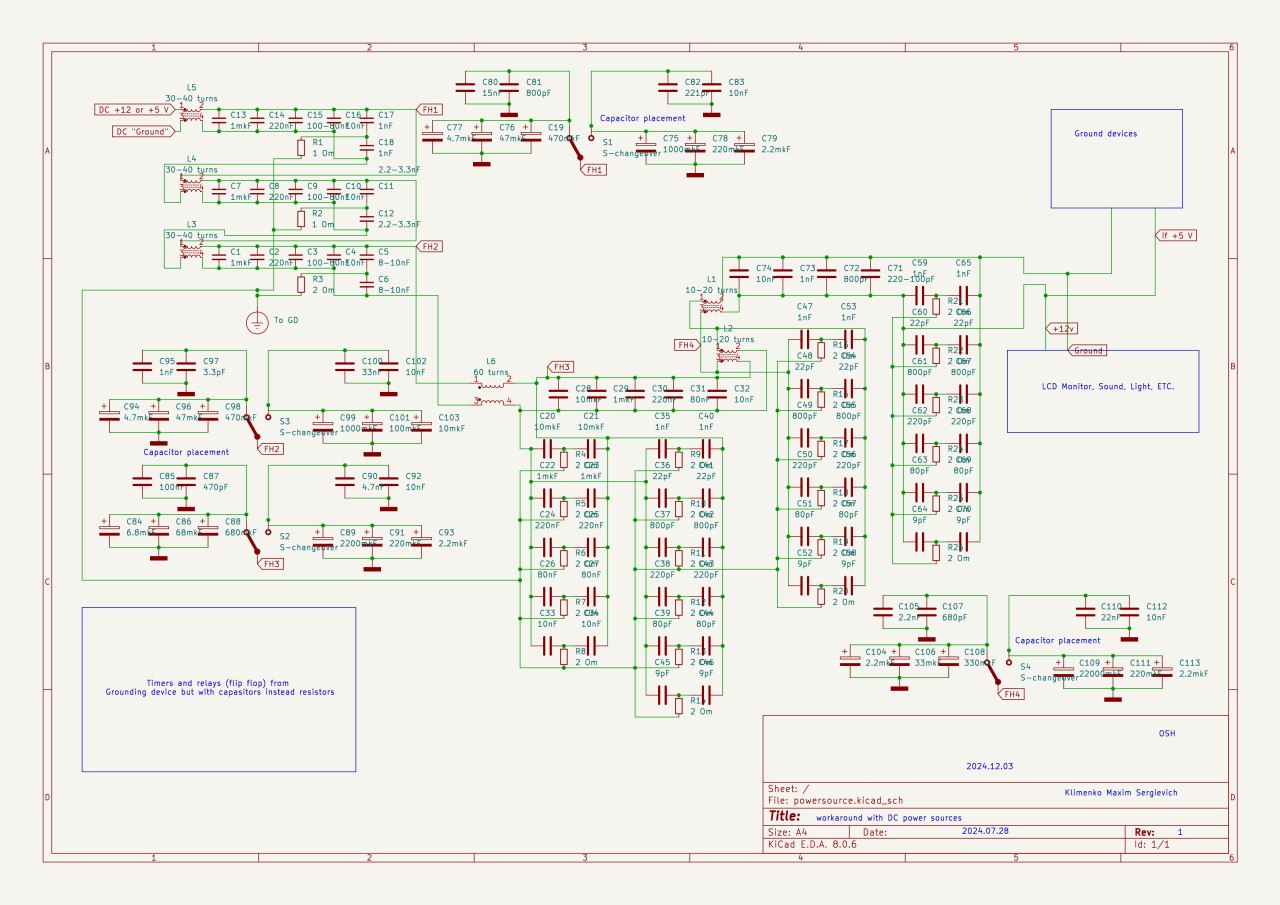 1 2 3 4 5 6
A
B
C
D
L5
30-40 turns
DC +12 or +5 V
DC "Ground"
FH1
C13 C14 C15 C16 C17
1mkF 220nF 100-80nF 10nF 1nF
R1
1 Om
C18
1nF
L4
30-40 turns
2.2-3.3nF
C7 C8 C9 C10 C11
1mkF 220nF 100-80nF 10nF
R2
1 Om
C12
2.2-3.3nF
L3
30-40 turns
FH2
C1 C2 C3 C4 C5
1mkF 220nF 100-80nF 10nF 8-10nF
R3
2 Om
C6
8-10nF
To GD
C80 C81
15nF 800pF
C77 C76 C19
4.7mkF 47mkF 470mkF
FH1
C82 C83
221pF 10nF
Capacitor placement
S1
S-changeover
C75 C78 C79
1000mkF 220mkF 2.2mkF
Ground devices
if +5 V
+12v
Ground
LCD Monitor, Sound, Light, ETC.
C95 C97
1nF 3.3pF
C94 C96 C98
4.7mkF 47mkF 470mkF
FH2
C100 C102
33nF 10nF
S3
S-changeover
C99 C101 C103
1000mkF 100mkF 10mkF
Capacitor placement
C85 C87
100nF 470pF
C84 C86 C88
6.8mkF 68mkF 680mkF
FH3
C90 C92
4.7nF 10nF
S2
S-changeover
C89 C91 C93
2200mkF 220mkF 2.2mkF
L6
60 turns
1 2
3 4
FH3
C28 C29 C30 C31 C32
10mkF 1mkF 220nF 80nF 10nF
L1
10-20 turns
FH4
L2
10-20 turns
C74 C73 C72 C71
10nF 1nF 800pF 220-100pF
C20 C21
10mkF 10mkF
C22 R4 C23
1mkF 2 Om 1mkF
C24 R5 C25
220nF 2 Om 220nF
C26 R6 C27
80nF 2 Om 80nF
C33 R7 C34
10nF 2 Om 10nF
R8
2 Om
C35 C40
1nF 1nF
C36 R9 C41
22pF 2 Om 22pF
C37 R10 C42
800pF 2 Om 800pF
C38 R11 C43
220pF 2 Om 220pF
C39 R12 C44
80pF 2 Om 80pF
C45 R13 C46
9pF 2 Om 9pF
R14
2 Om
C47 C53
1nF 1nF
C48 R15 C54
22pF 2 Om 22pF
C49 R16 C55
800pF 2 Om 800pF
C50 R17 C56
220pF 2 Om 220pF
C51 R18 C57
80pF 2 Om 80pF
C52 R19 C58
9pF 2 Om 9pF
R20
2 Om
C59 C65
1nF 1nF
C60 2 Om C66
22pF 22pF
C61 2 Om C67
800pF 800pF
C62 2 Om C68
220pF 220pF
C63 2 Om C69
80pF 80pF
C64 2 Om C70
9pF 9pF
R26
2 Om
C105 C107
2.2nF 680pF
C104 C106 C108
2.2mkF 33mkF 330mkF
FH4
C110 C112
22nF 10nF
Capacitor placement
S4
S-changeover
C109 C111 C113
22000mkF 220mkF 2.2mkF
Timers and relays (flip flop) from
Grounding device but with capasitors instead resistors
OSH
2024.12.03
Sheet: /
File: powersource.kicad_sch
Klimenko Maxim Sergievich
Title: workaround with DC power sources
Size: A4 Date: 2024.07.28 Rev: 1
KiCad E.D.A. 8.0.6 Id: 1/1
1 2 3 4 5 6
A
B
C
D